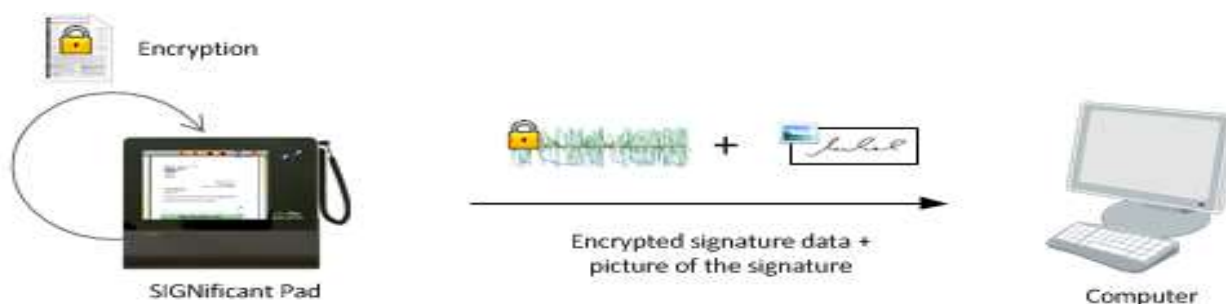 Encryption
SIGNificant Pad
+
Encrypted signature data +
picture of the signature
Computer